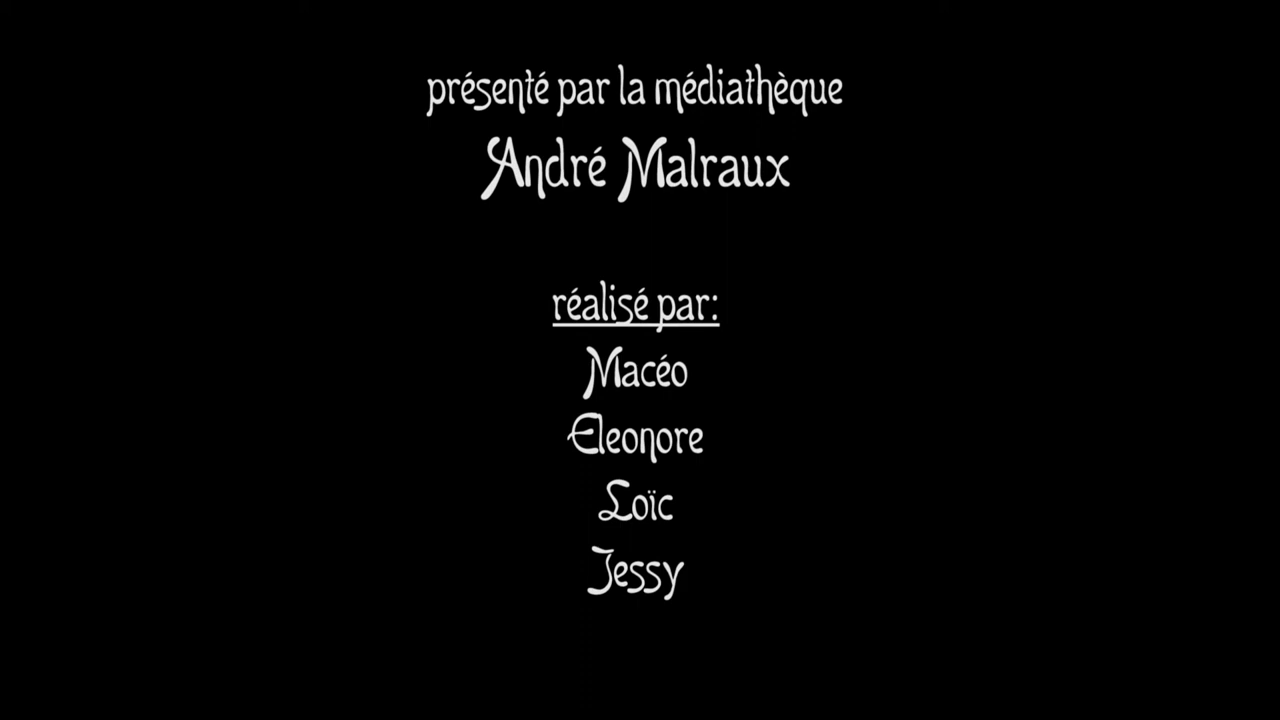 présenté par la médiathèque
André Malraux
réalisé par:
Macéo
Eleonore
Loïc
Jessy